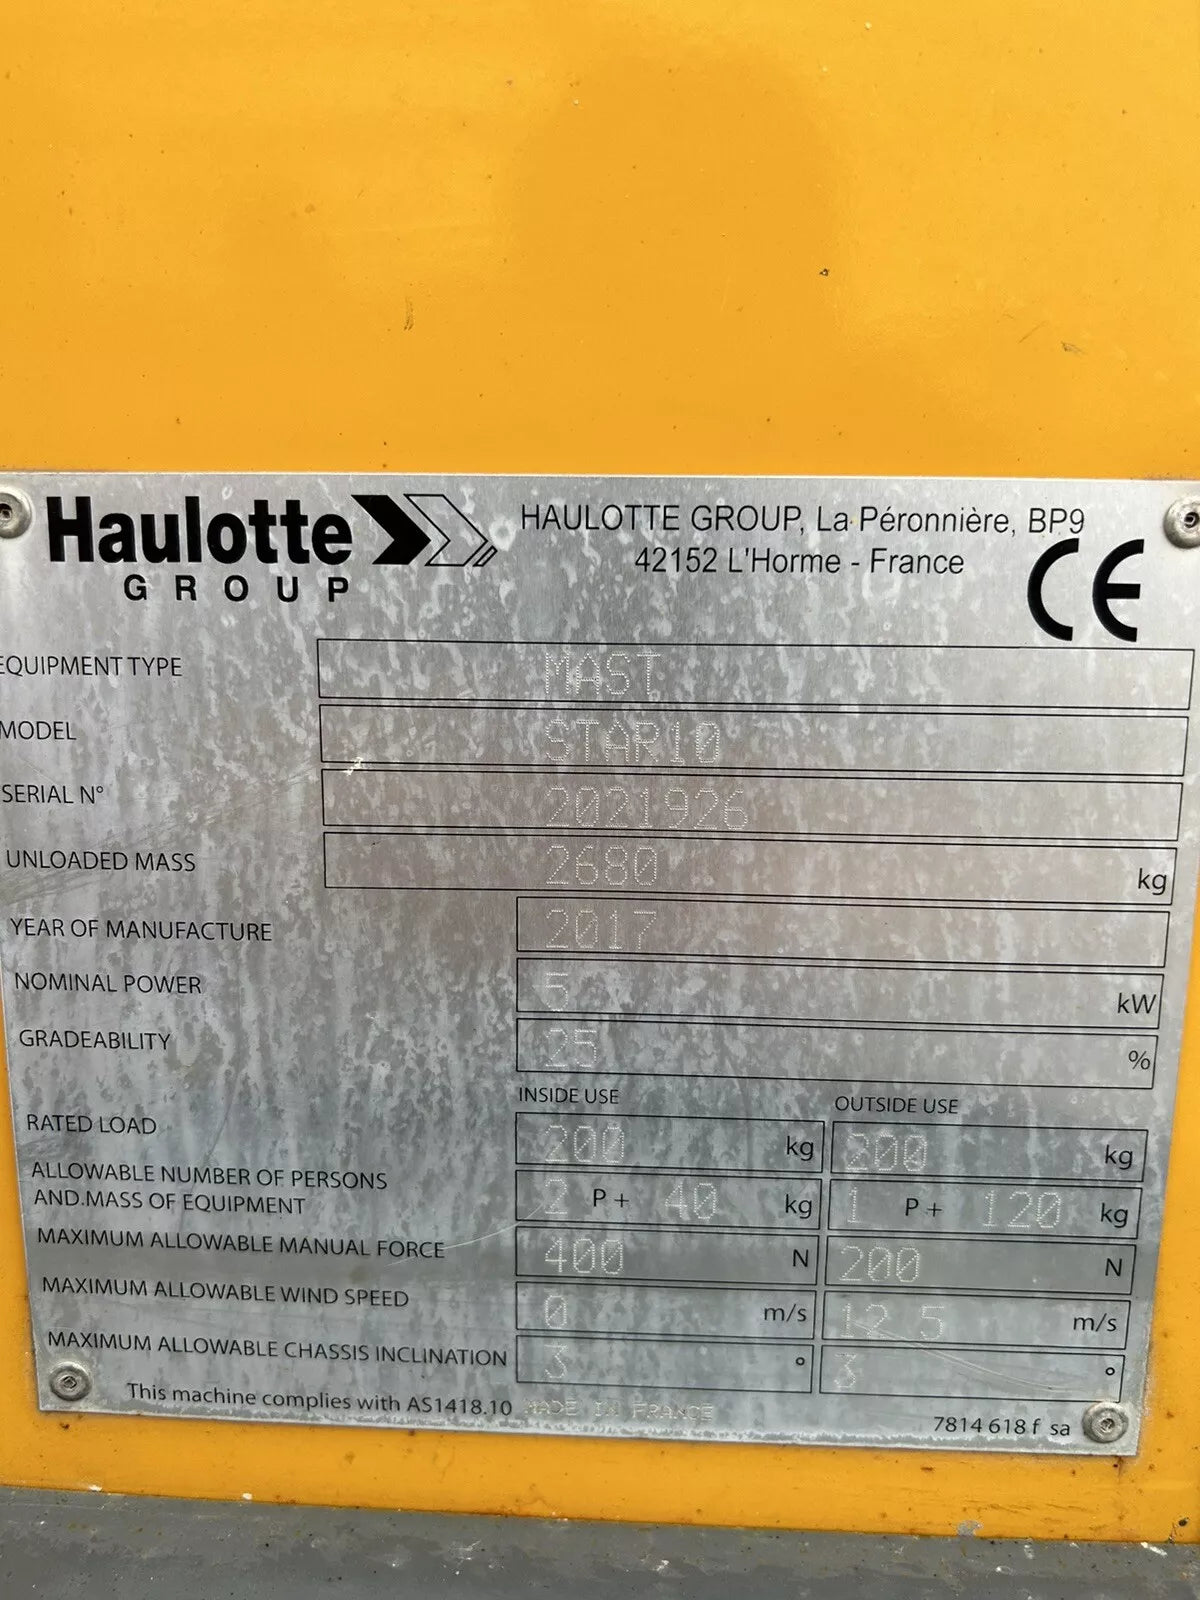 Haulotte
GROUP
HAULOTTE GROUP, La Péronnière, BP9
42152 L'Horme - France
CE
EQUIPMENT TYPE MAST
MODEL STAR10
SERIAL N° 2021926
UNLOADED MASS 2680 kg
YEAR OF MANUFACTURE 2017
NOMINAL POWER 5 kW
GRADEABILITY 25 %
INSIDE USE OUTSIDE USE
RATED LOAD 200 kg 200 kg
ALLOWABLE NUMBER OF PERSONS
AND MASS OF EQUIPMENT 2 P + 40 kg 1 P + 120 kg
MAXIMUM ALLOWABLE MANUAL FORCE 400 N 200 N
MAXIMUM ALLOWABLE WIND SPEED 0 m/s 12.5 m/s
MAXIMUM ALLOWABLE CHASSIS INCLINATION 3 ° 3 °
This machine complies with AS1418.10 MADE IN FRANCE
7814 618 f sa